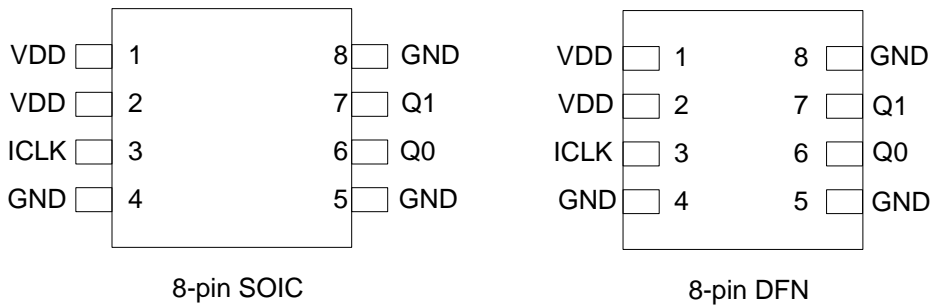 VDD 1 8 GND
VDD 2 7 Q1
ICLK 3 6 Q0
GND 4 5 GND
8-pin SOIC
VDD 1 8 GND
VDD 2 7 Q1
ICLK 3 6 Q0
GND 4 5 GND
8-pin DFN